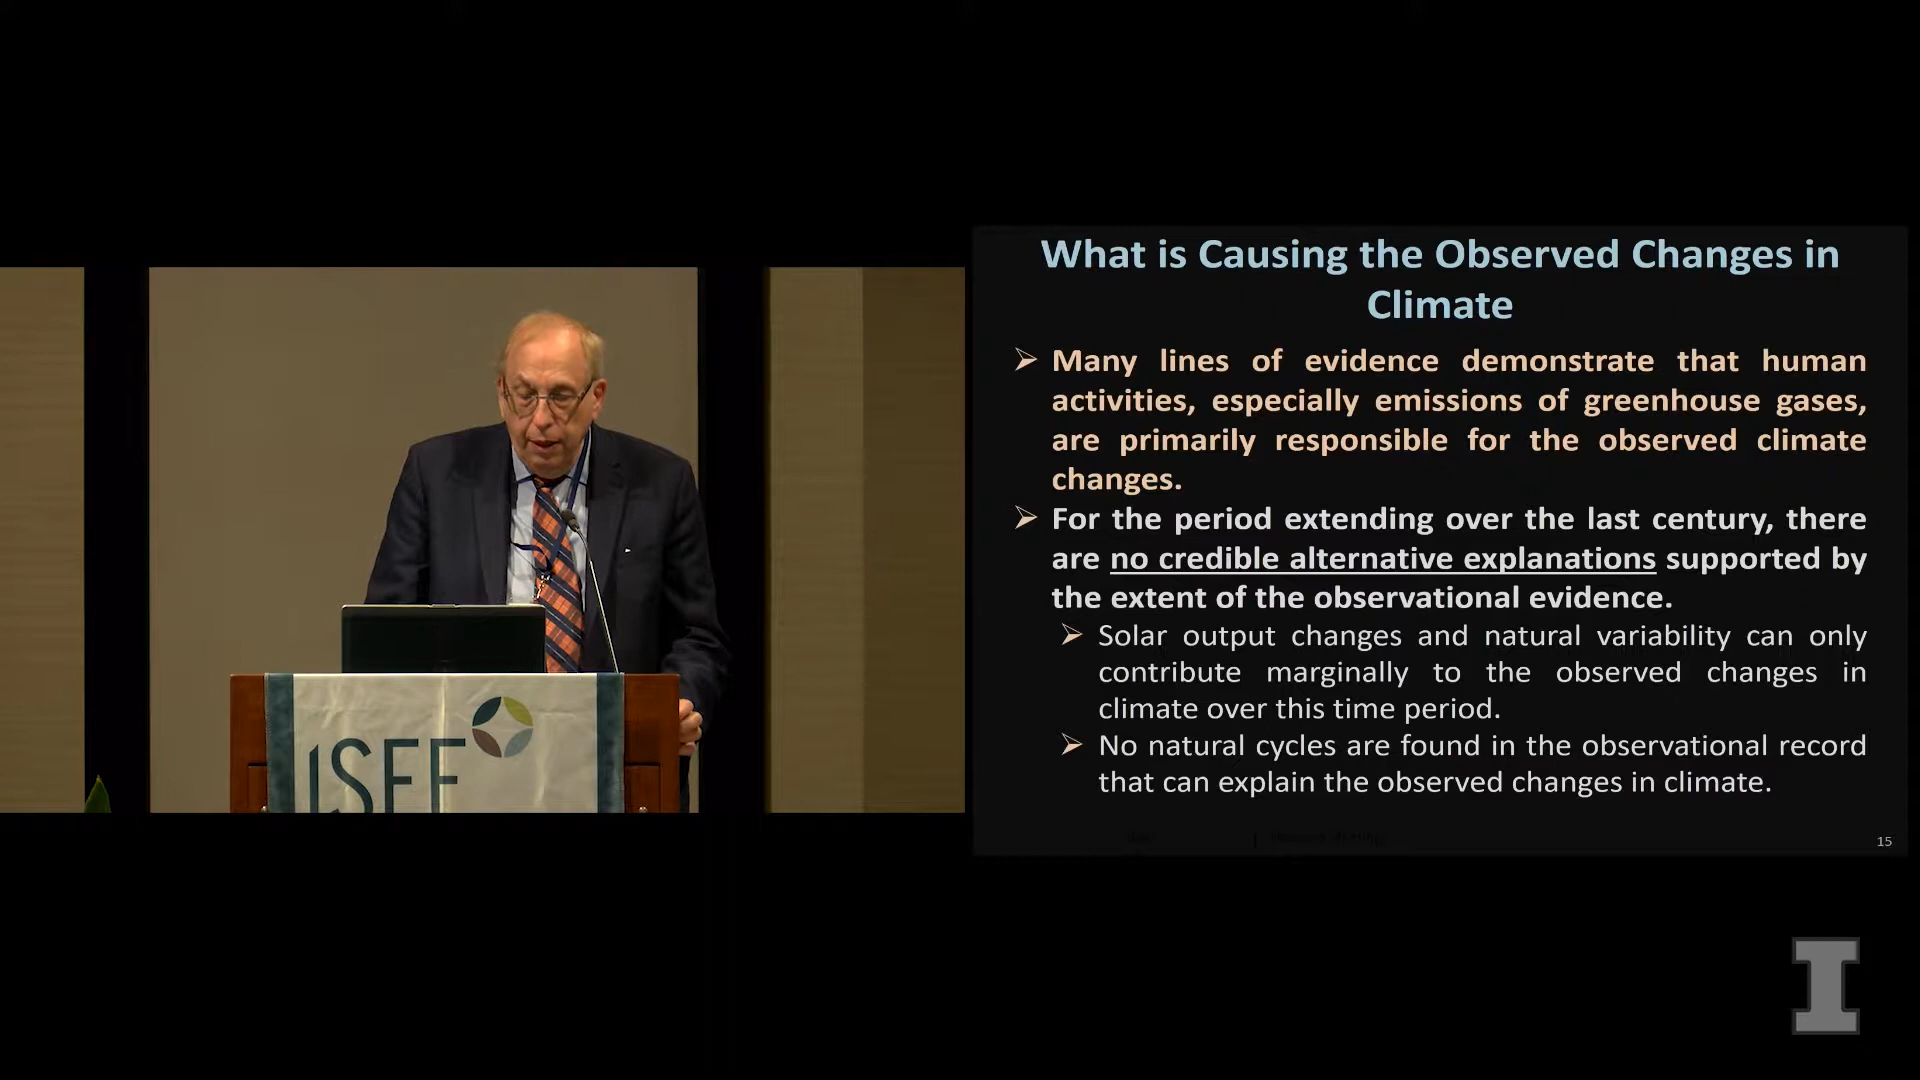 What is Causing the Observed Changes in
Climate
➢ Many lines of evidence demonstrate that human
activities, especially emissions of greenhouse gases,
are primarily responsible for the observed climate
changes.
➢ For the period extending over the last century, there
are no credible alternative explanations supported by
the extent of the observational evidence.
➢ Solar output changes and natural variability can only
contribute marginally to the observed changes in
climate over this time period.
➢ No natural cycles are found in the observational record
that can explain the observed changes in climate.
15
iSEE
I